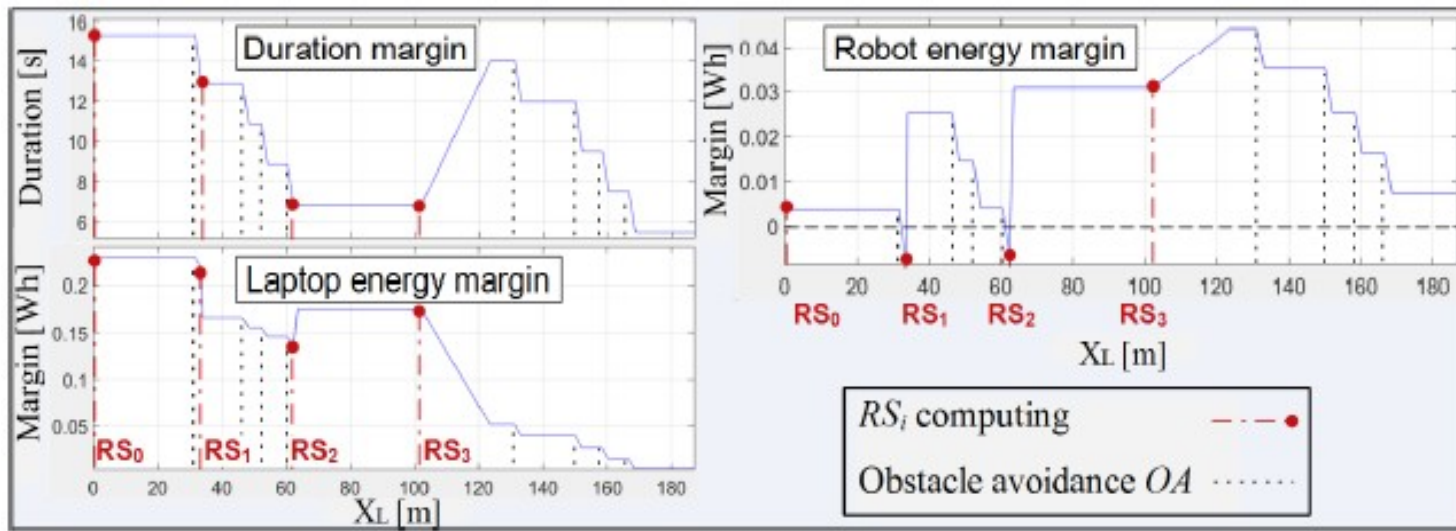 Duration margin
Duration [s]
16
14
12
10
8
6
Laptop energy margin
Margin [Wh]
0.2
0.15
0.1
0.05
RS0 RS1 RS2 RS3
0 20 40 60 80 100 120 140 160 180
XL [m]
Robot energy margin
Margin [Wh]
0.04
0.03
0.02
0.01
0
0 20 40 60 80 100 120 140 160 180
RS0 RS1 RS2 RS3
XL [m]
RSi computing
Obstacle avoidance OA